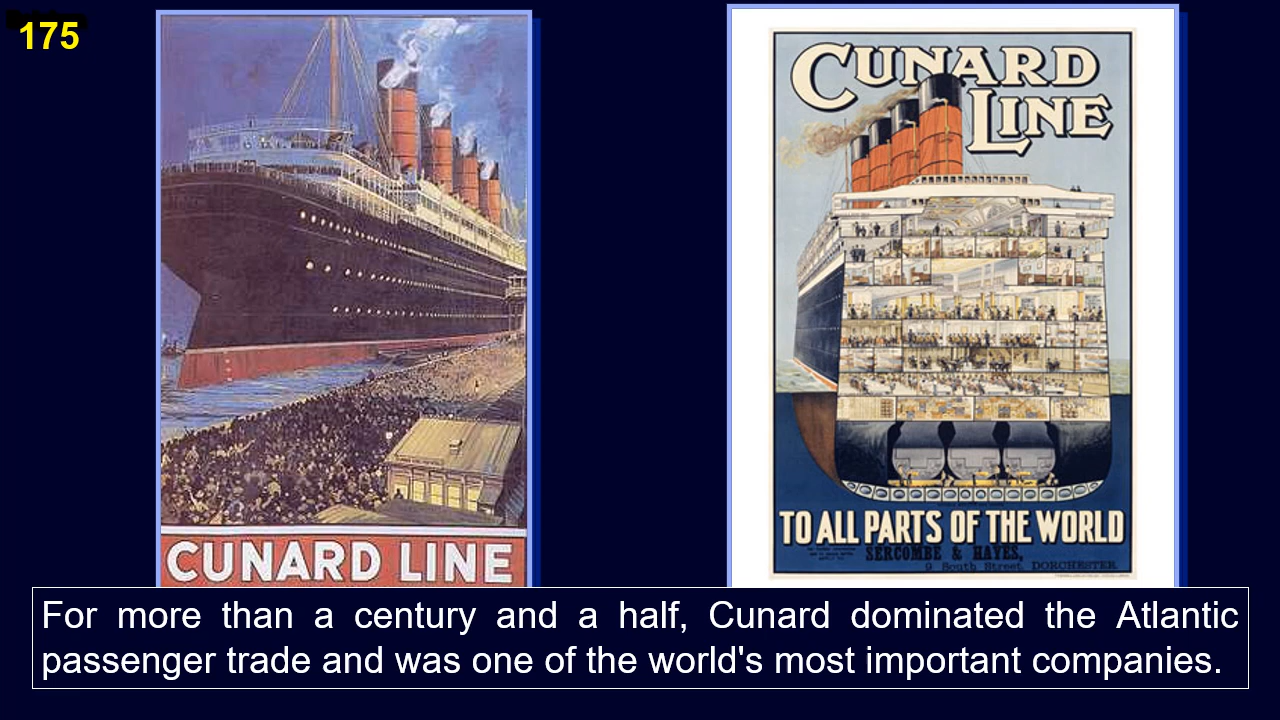 175
CUNARD LINE
CUNARD
LINE
TO ALL PARTS OF THE WORLD
SERCOMBE & HAYES,
9 South Street, DORCHESTER.
For more than a century and a half, Cunard dominated the Atlantic
passenger trade and was one of the world's most important companies.